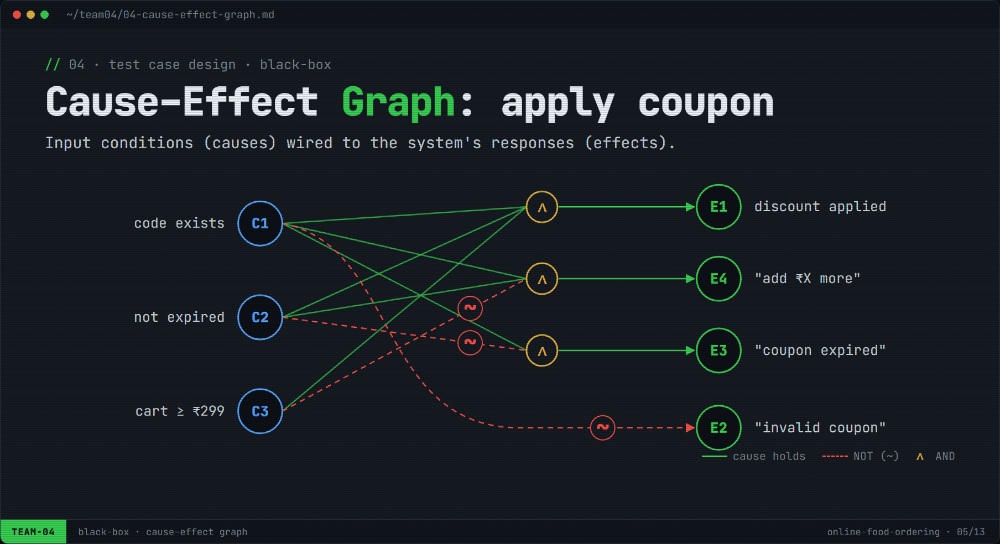 ~/team04/04-cause-effect-graph.md
// 04 · test case design · black-box
Cause-Effect Graph: apply coupon
Input conditions (causes) wired to the system's responses (effects).
code exists C1
not expired C2
cart ≥ ₹299 C3
∧ E1 discount applied
∧ E4 "add ₹X more"
~
~
∧ E3 "coupon expired"
~ E2 "invalid coupon"
cause holds NOT (~) ∧ AND
TEAM-04 black-box · cause-effect graph online-food-ordering · 05/13